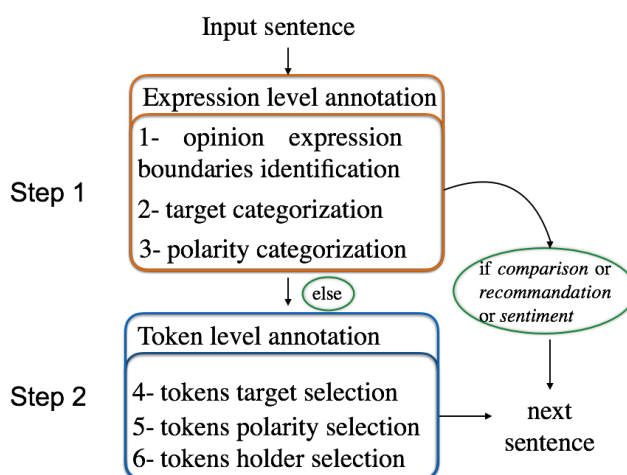 Input sentence
Expression level annotation
1- opinion expression
boundaries identification
Step 1
2- target categorization
3- polarity categorization
if comparison or
recommandation
or sentiment
else
Token level annotation
4- tokens target selection
Step 2
5- tokens polarity selection
6- tokens holder selection
next
sentence